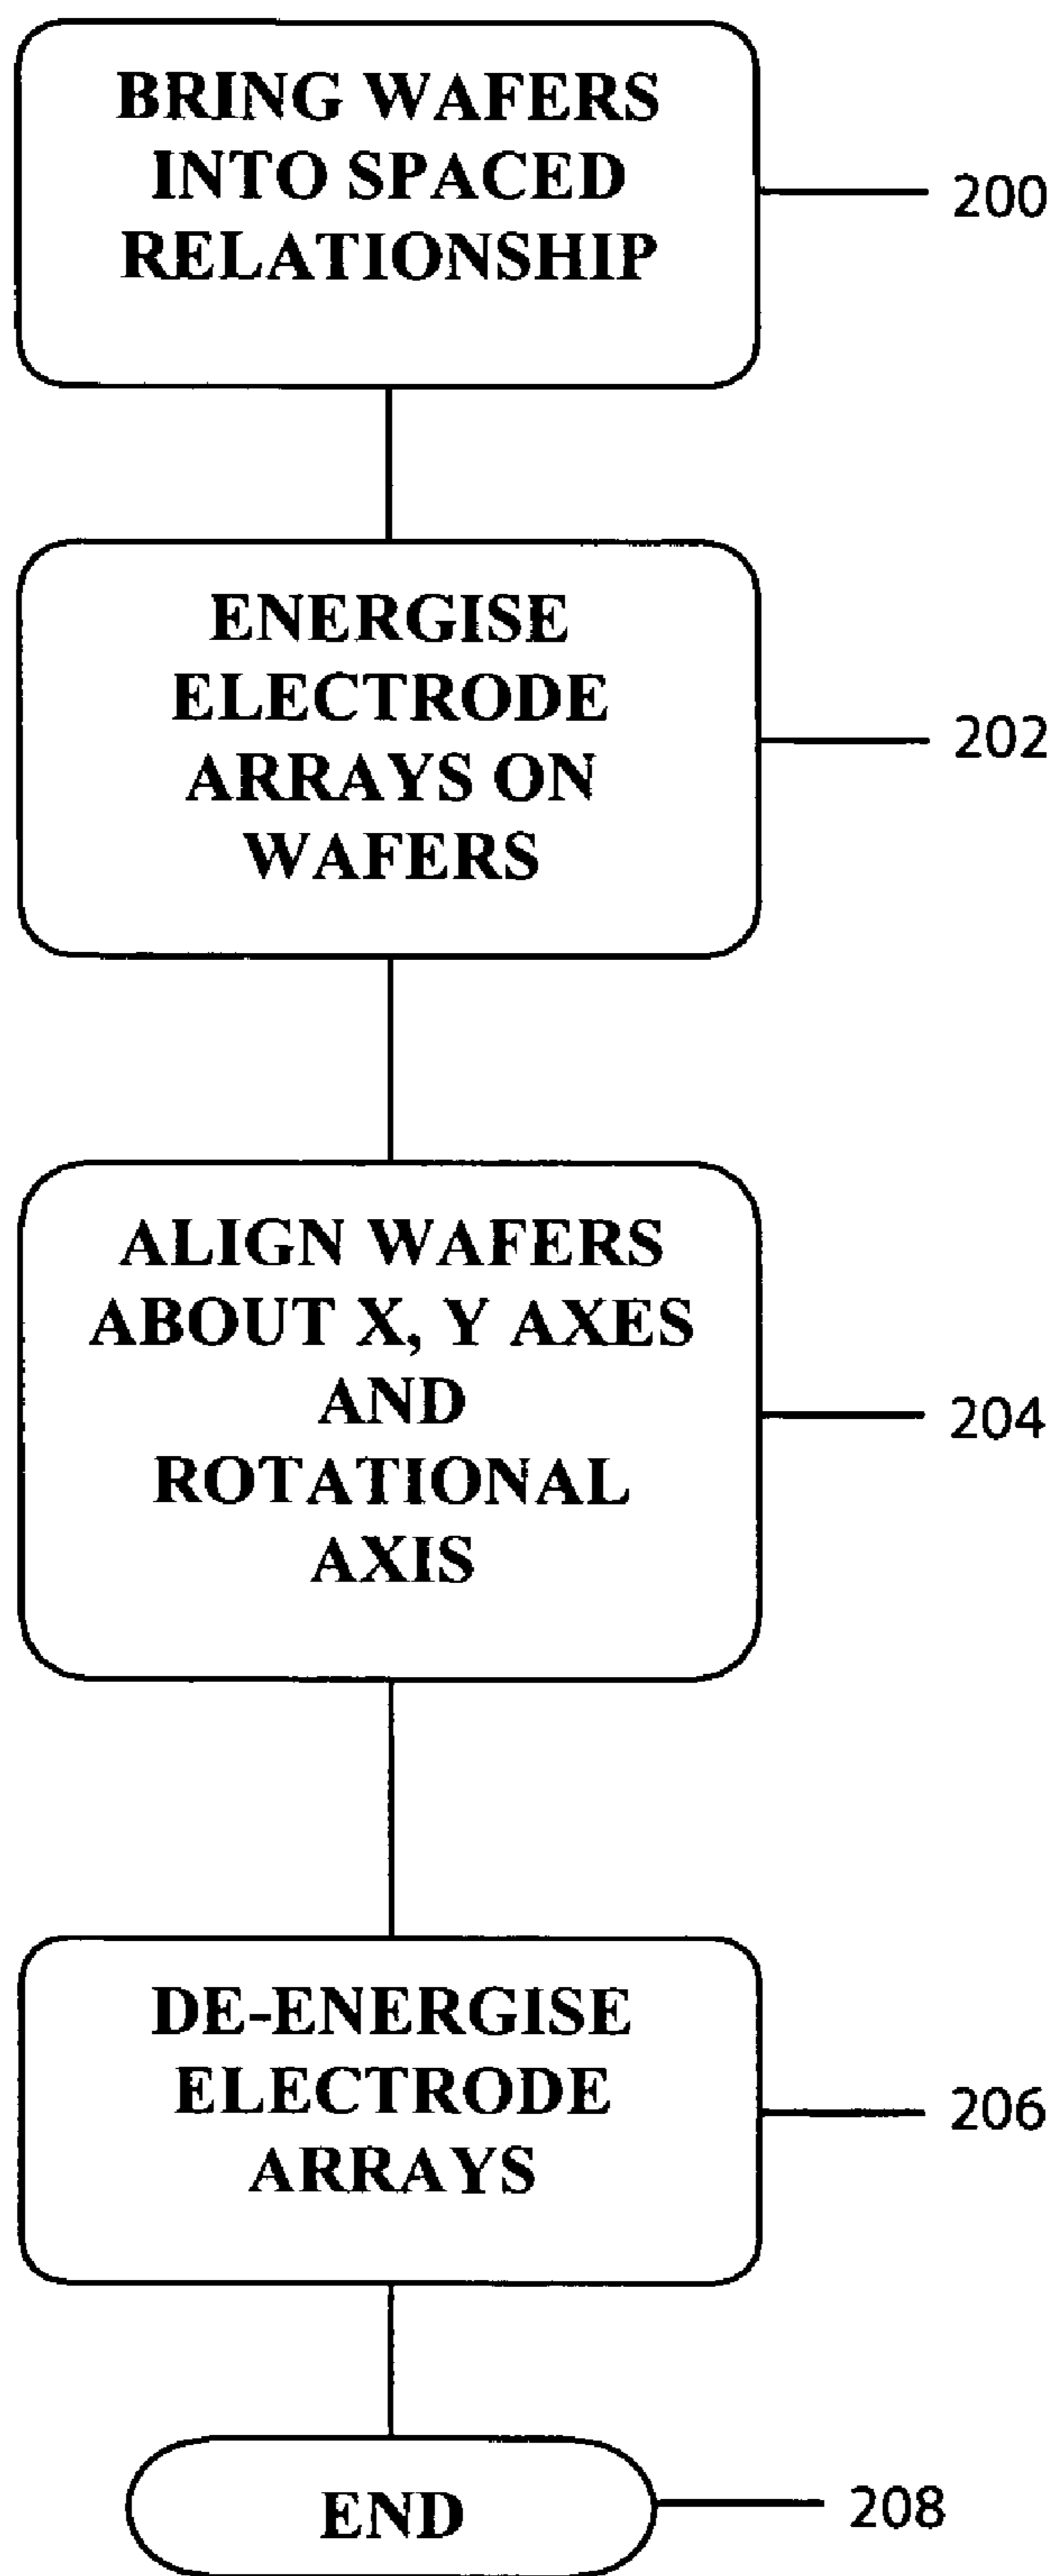 BRING WAFERS
INTO SPACED
RELATIONSHIP
200
ENERGISE
ELECTRODE
ARRAYS ON
WAFERS
202
ALIGN WAFERS
ABOUT X, Y AXES
AND
ROTATIONAL
AXIS
204
DE-ENERGISE
ELECTRODE
ARRAYS
206
END
208